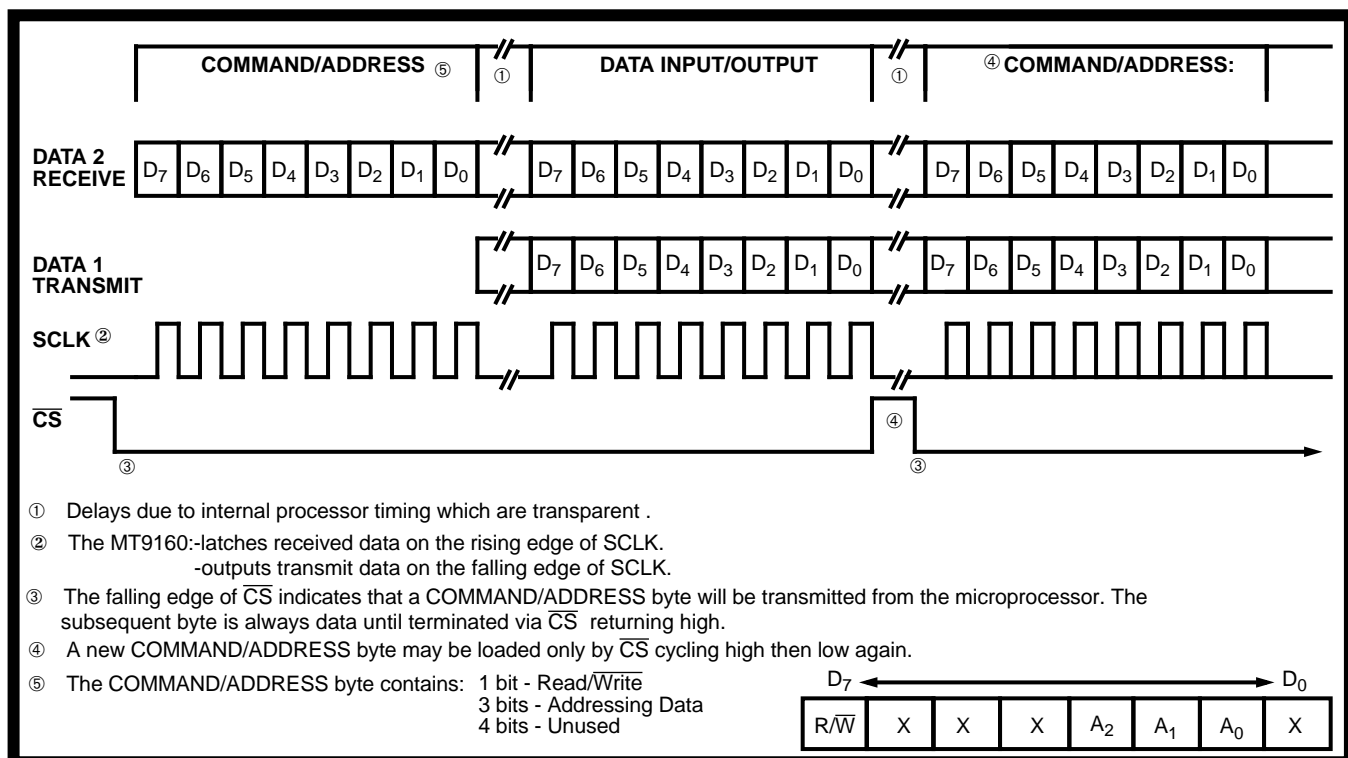 COMMAND/ADDRESS ⑤ ① DATA INPUT/OUTPUT ① ④ COMMAND/ADDRESS:
DATA 2
RECEIVE D7 D6 D5 D4 D3 D2 D1 D0 D7 D6 D5 D4 D3 D2 D1 D0 D7 D6 D5 D4 D3 D2 D1 D0
DATA 1
TRANSMIT D7 D6 D5 D4 D3 D2 D1 D0 D7 D6 D5 D4 D3 D2 D1 D0
SCLK ②
C̅S̅ ④
③ ③
① Delays due to internal processor timing which are transparent .
② The MT9160:-latches received data on the rising edge of SCLK.
-outputs transmit data on the falling edge of SCLK.
③ The falling edge of C̅S̅ indicates that a COMMAND/ADDRESS byte will be transmitted from the microprocessor. The
subsequent byte is always data until terminated via C̅S̅ returning high.
④ A new COMMAND/ADDRESS byte may be loaded only by C̅S̅ cycling high then low again.
⑤ The COMMAND/ADDRESS byte contains: 1 bit - Read/W̅r̅i̅t̅e̅
3 bits - Addressing Data
4 bits - Unused
D7 D0
R/W̅ X X X A2 A1 A0 X